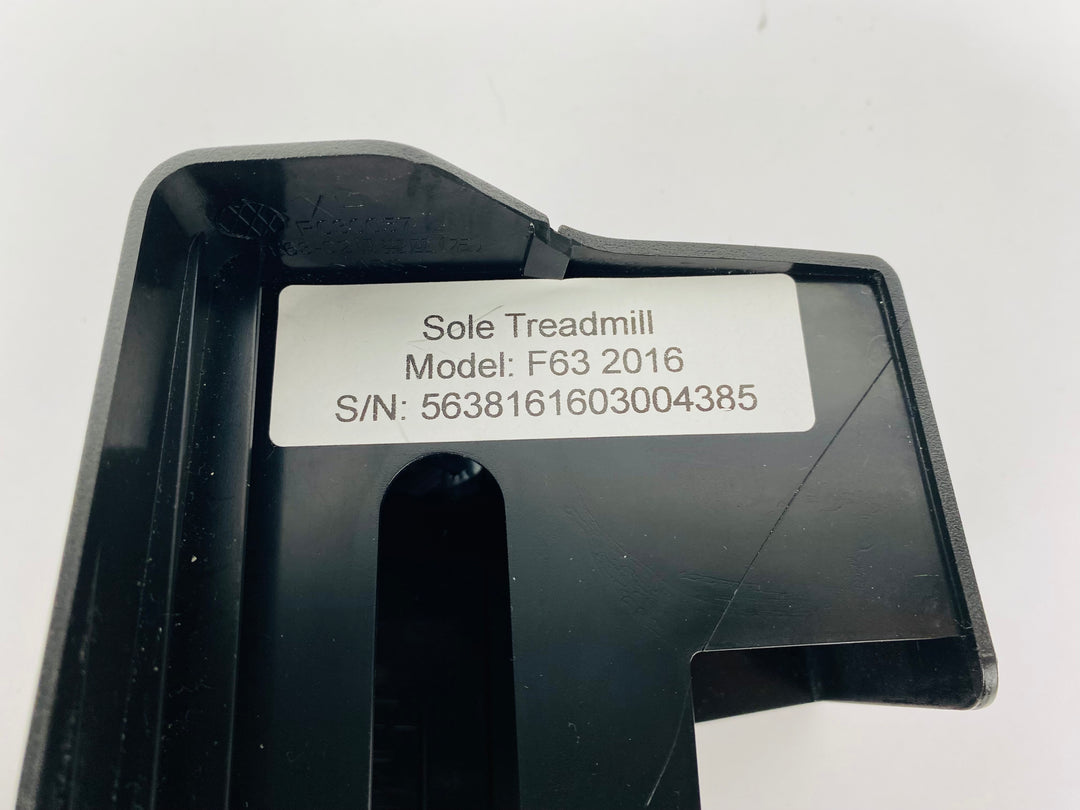 Sole Treadmill
Model: F63 2016
S/N: 5638161603004385